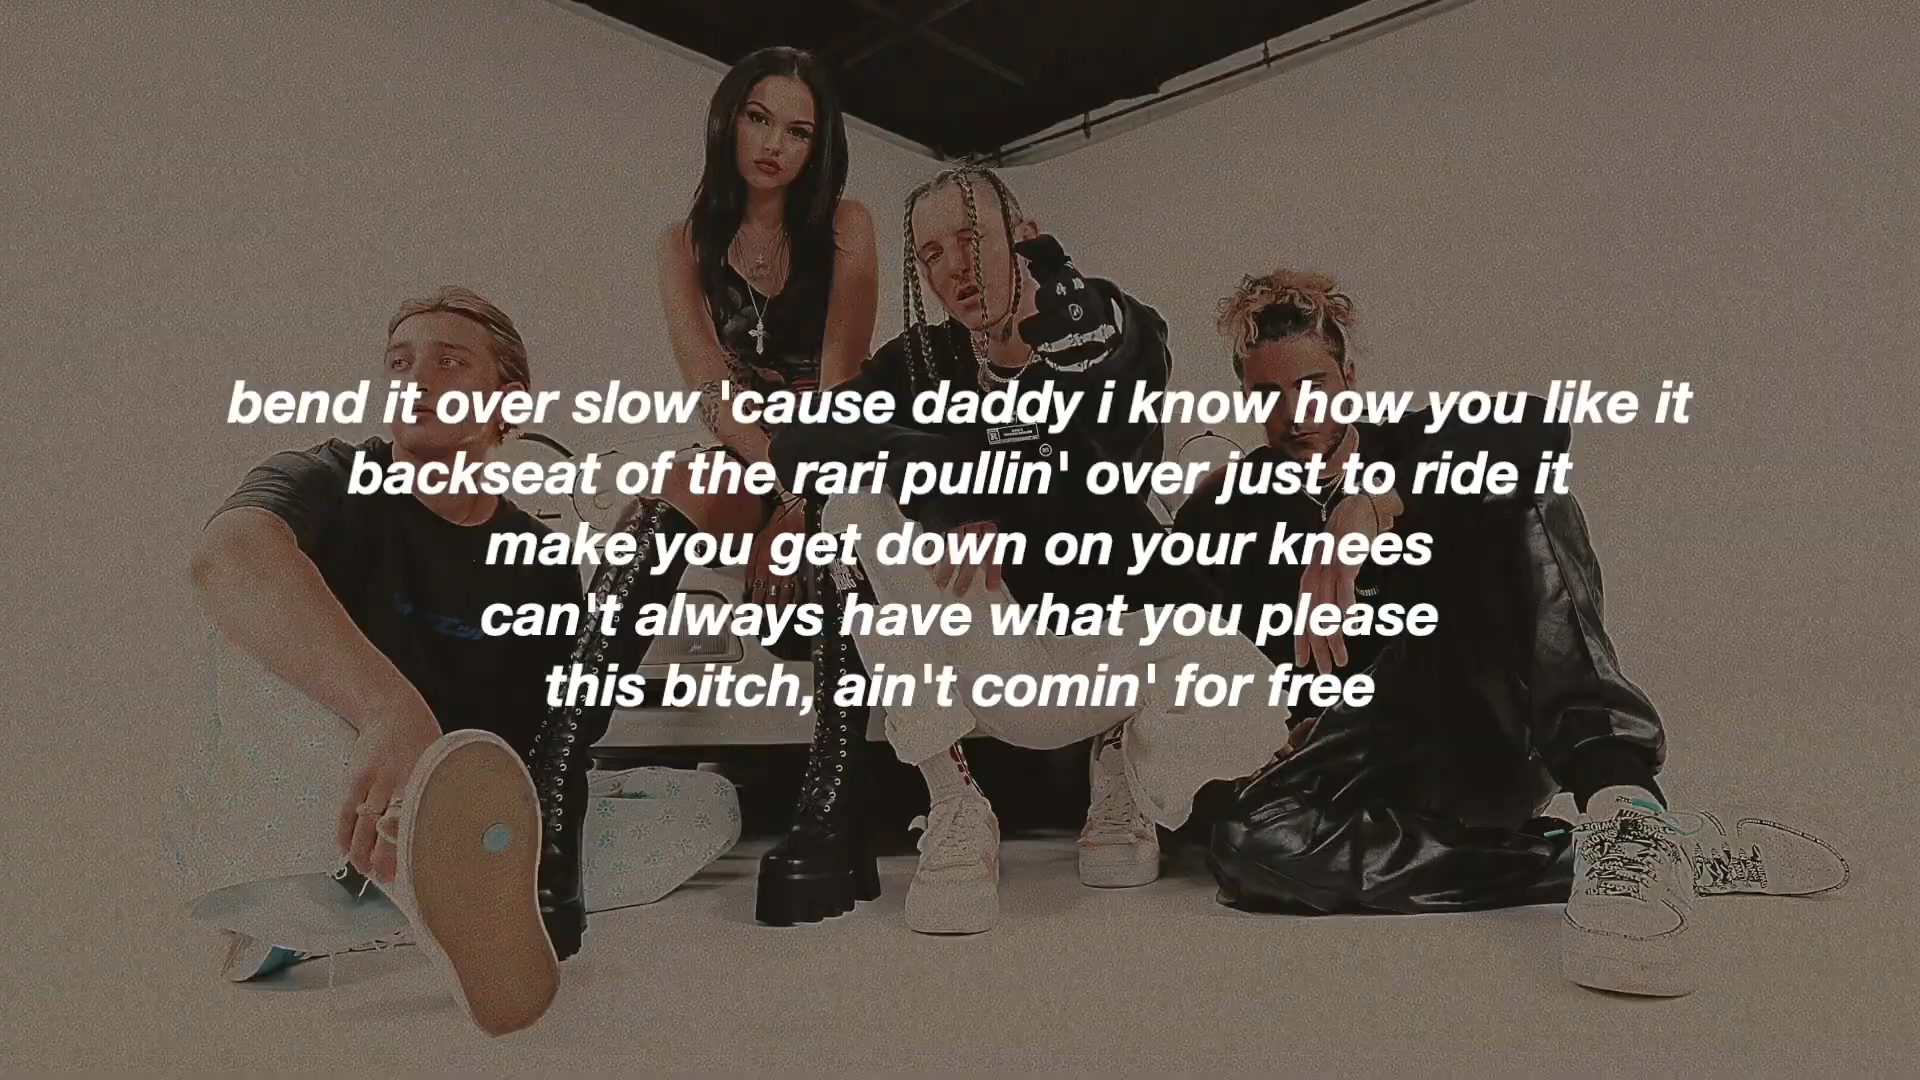 bend it over slow 'cause daddy i know how you like it
backseat of the rari pullin' over just to ride it
make you get down on your knees
can't always have what you please
this bitch, ain't comin' for free